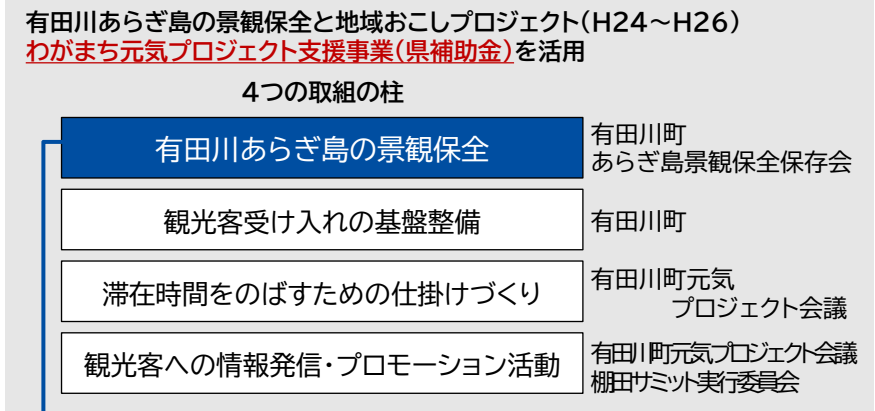 有田川あらぎ島の景観保全と地域おこしプロジェクト(H24～H26)
わがまち元気プロジェクト支援事業(県補助金)を活用
4つの取組の柱
有田川あらぎ島の景観保全
有田川町
あらぎ島景観保全保存会
観光客受け入れの基盤整備
有田川町
滞在時間をのばすための仕掛けづくり
有田川町元気
プロジェクト会議
観光客への情報発信・プロモーション活動
有田川町元気プロジェクト会議
棚田サミット実行委員会